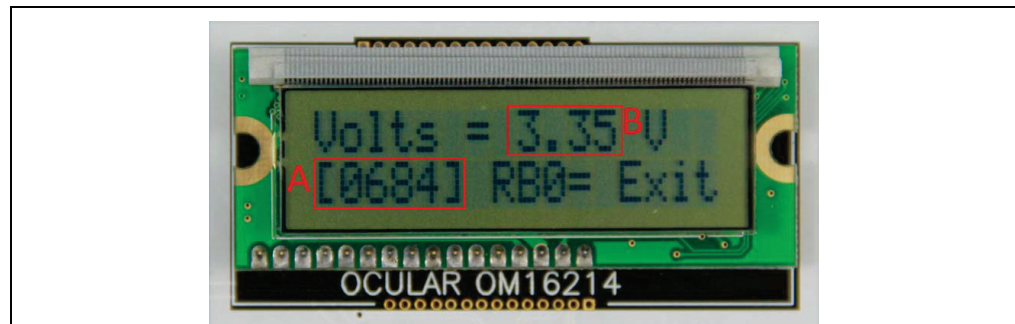 Volts = 3.35 B V
A [0684] RB0= Exit
OCULAR OM16214